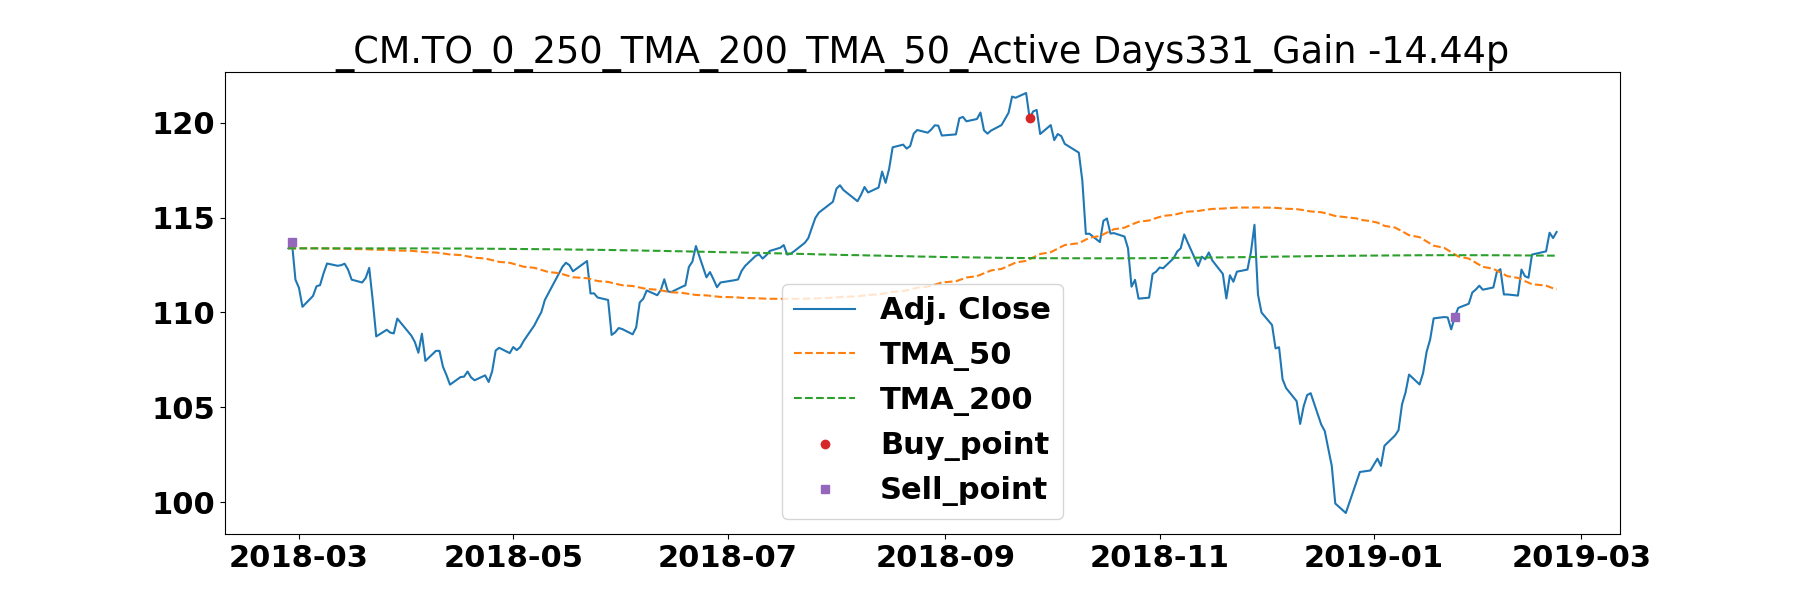 _CM.TO_0_250_TMA_200_TMA_50_Active Days331_Gain -14.44p
120
115
110
105
100
Adj. Close
TMA_50
TMA_200
Buy_point
Sell_point
2018-03 2018-05 2018-07 2018-09 2018-11 2019-01 2019-03